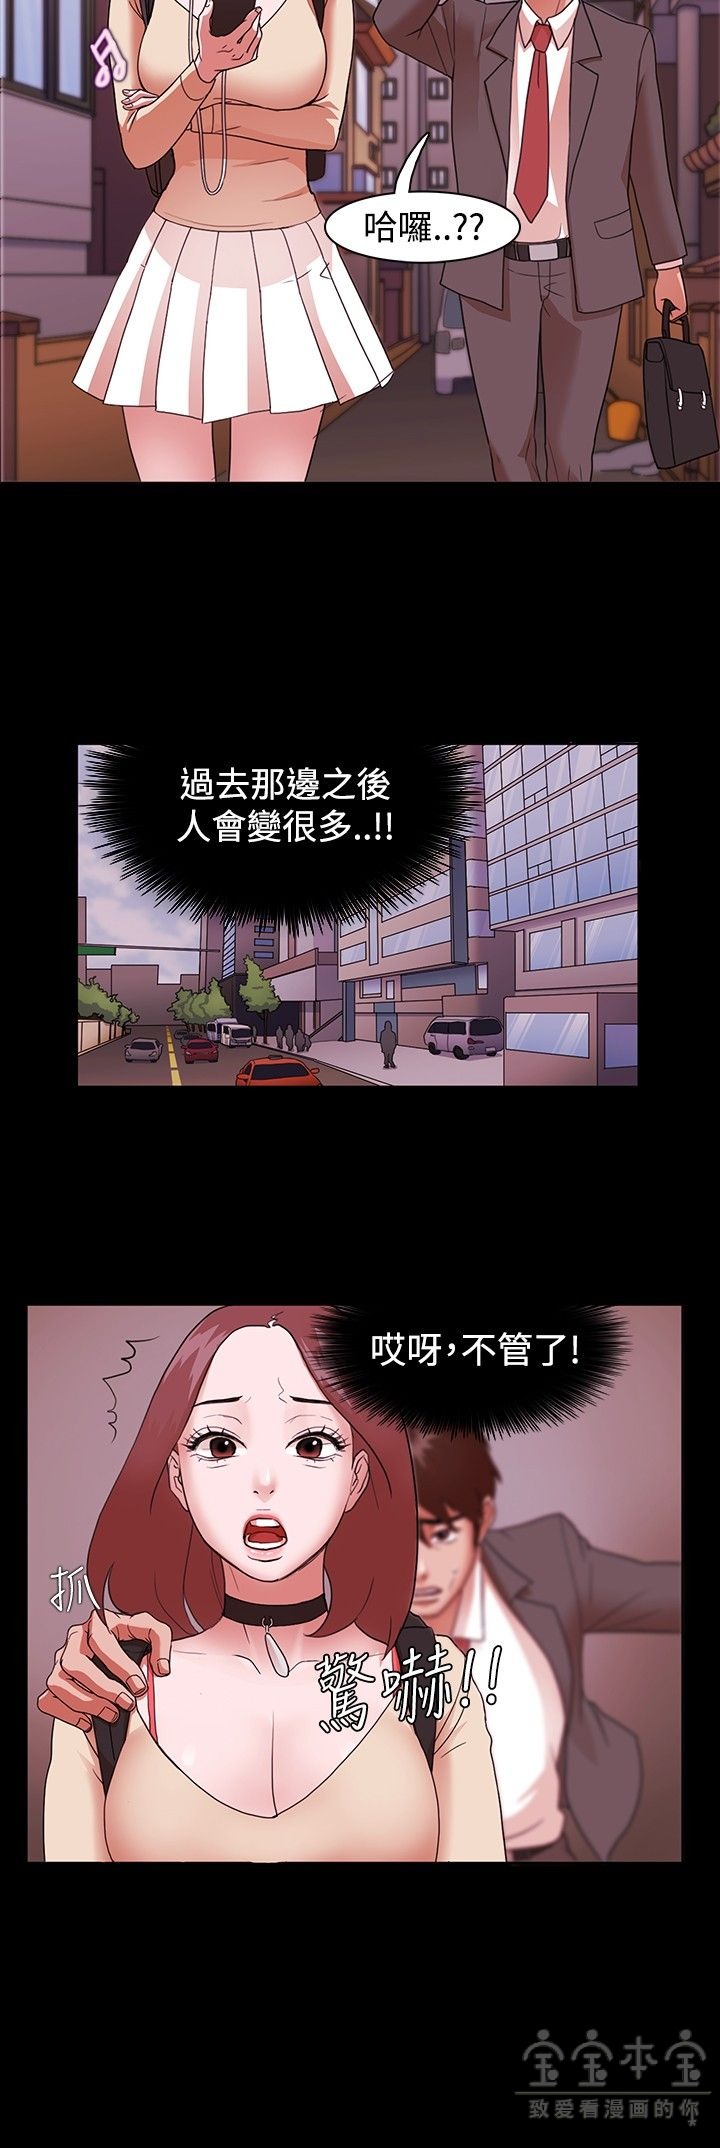 哈囉..??
過去那邊之後
人會變很多..!!
哎呀,不管了!
抓
驚嚇!!
宝宝本宝
致爱看漫画的你